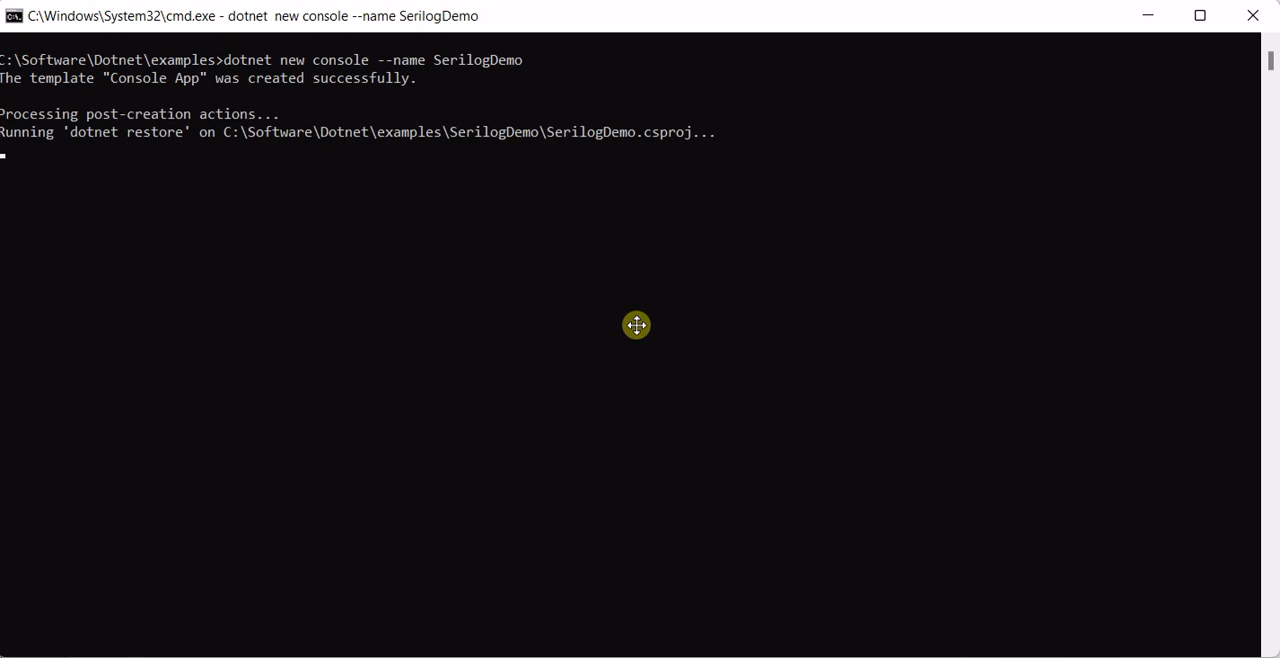 C:\Windows\System32\cmd.exe - dotnet  new console --name SerilogDemo
C:\Software\Dotnet\examples>dotnet new console --name SerilogDemo
The template "Console App" was created successfully.
Processing post-creation actions...
Running 'dotnet restore' on C:\Software\Dotnet\examples\SerilogDemo\SerilogDemo.csproj...